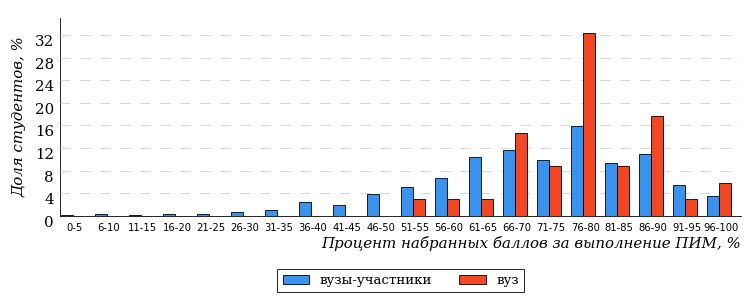 Доля студентов, %
32
28
24
20
16
12
8
4
0
0-5 6-10 11-15 16-20 21-25 26-30 31-35 36-40 41-45 46-50 51-55 56-60 61-65 66-70 71-75 76-80 81-85 86-90 91-95 96-100
Процент набранных баллов за выполнение ПИМ, %
вузы-участники вуз